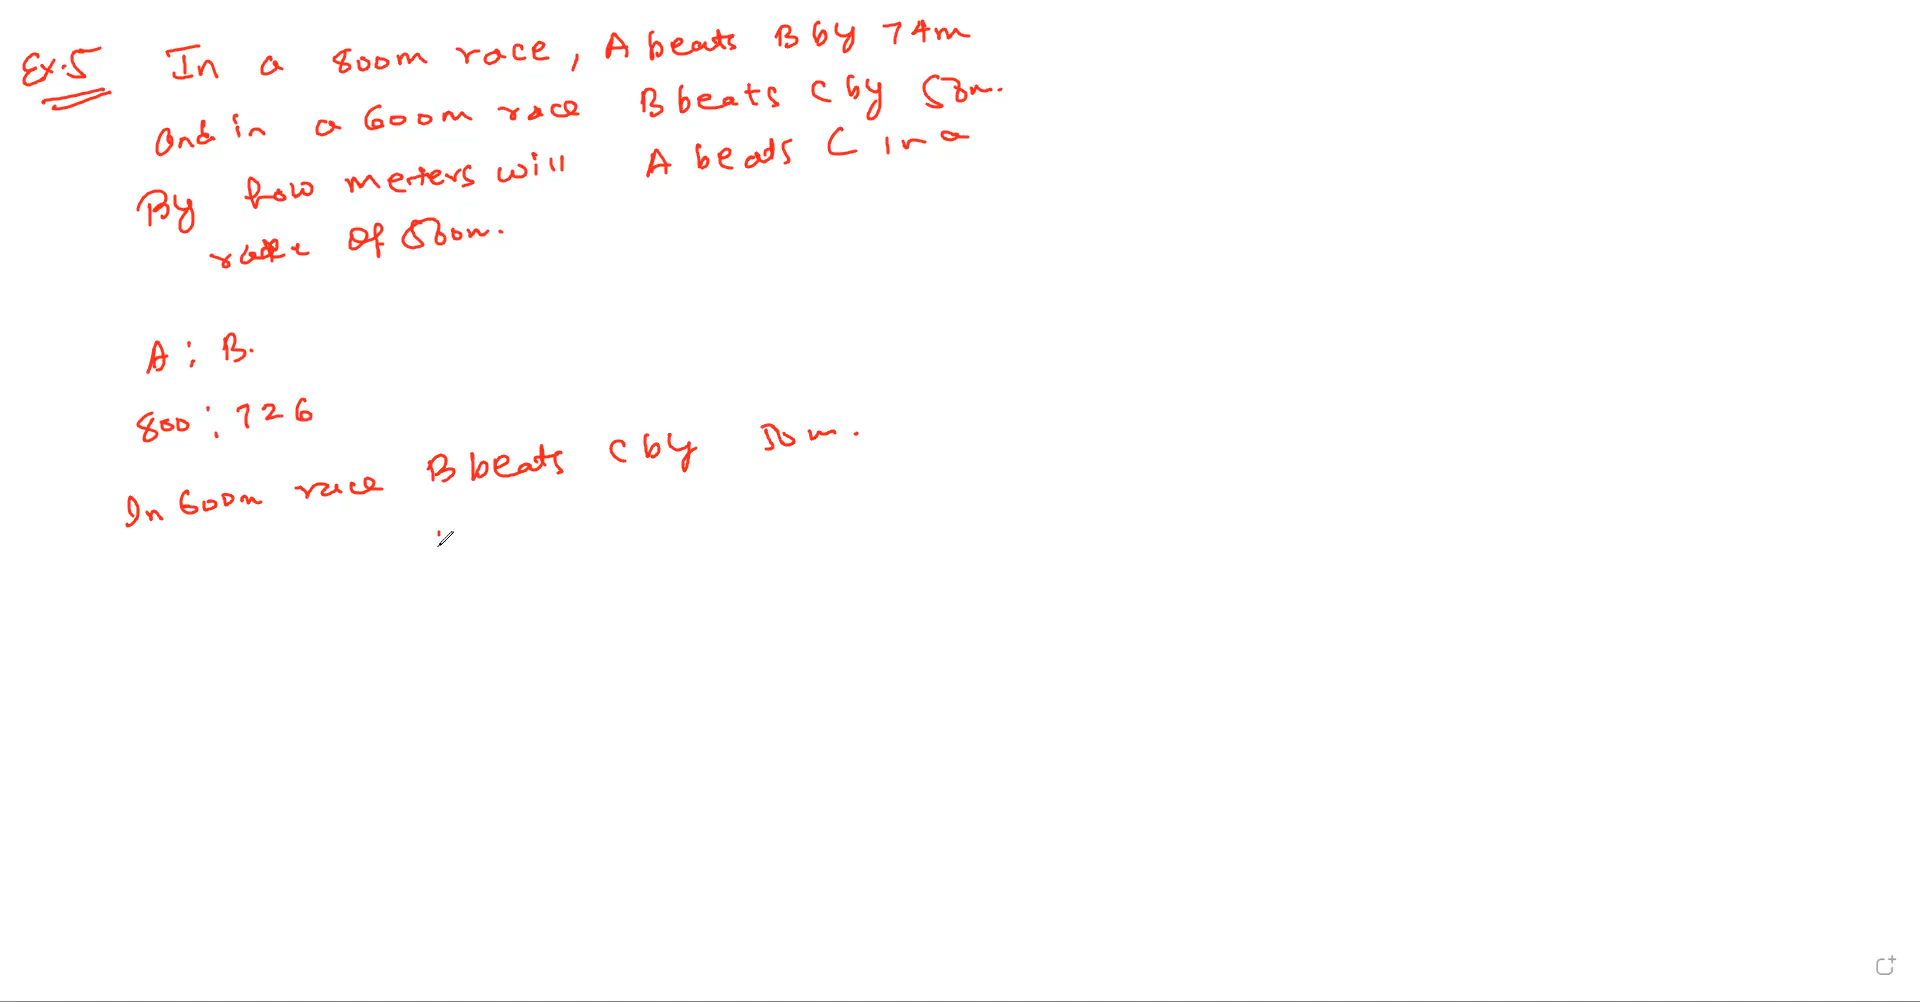 Ex.5 In a 800m race, A beats B by 74m
and in a 600m race B beats C by 50m.
By how meters will A beats C in a
race of 500m.
A : B.
800 : 726
In 600m race B beats C by 50m.